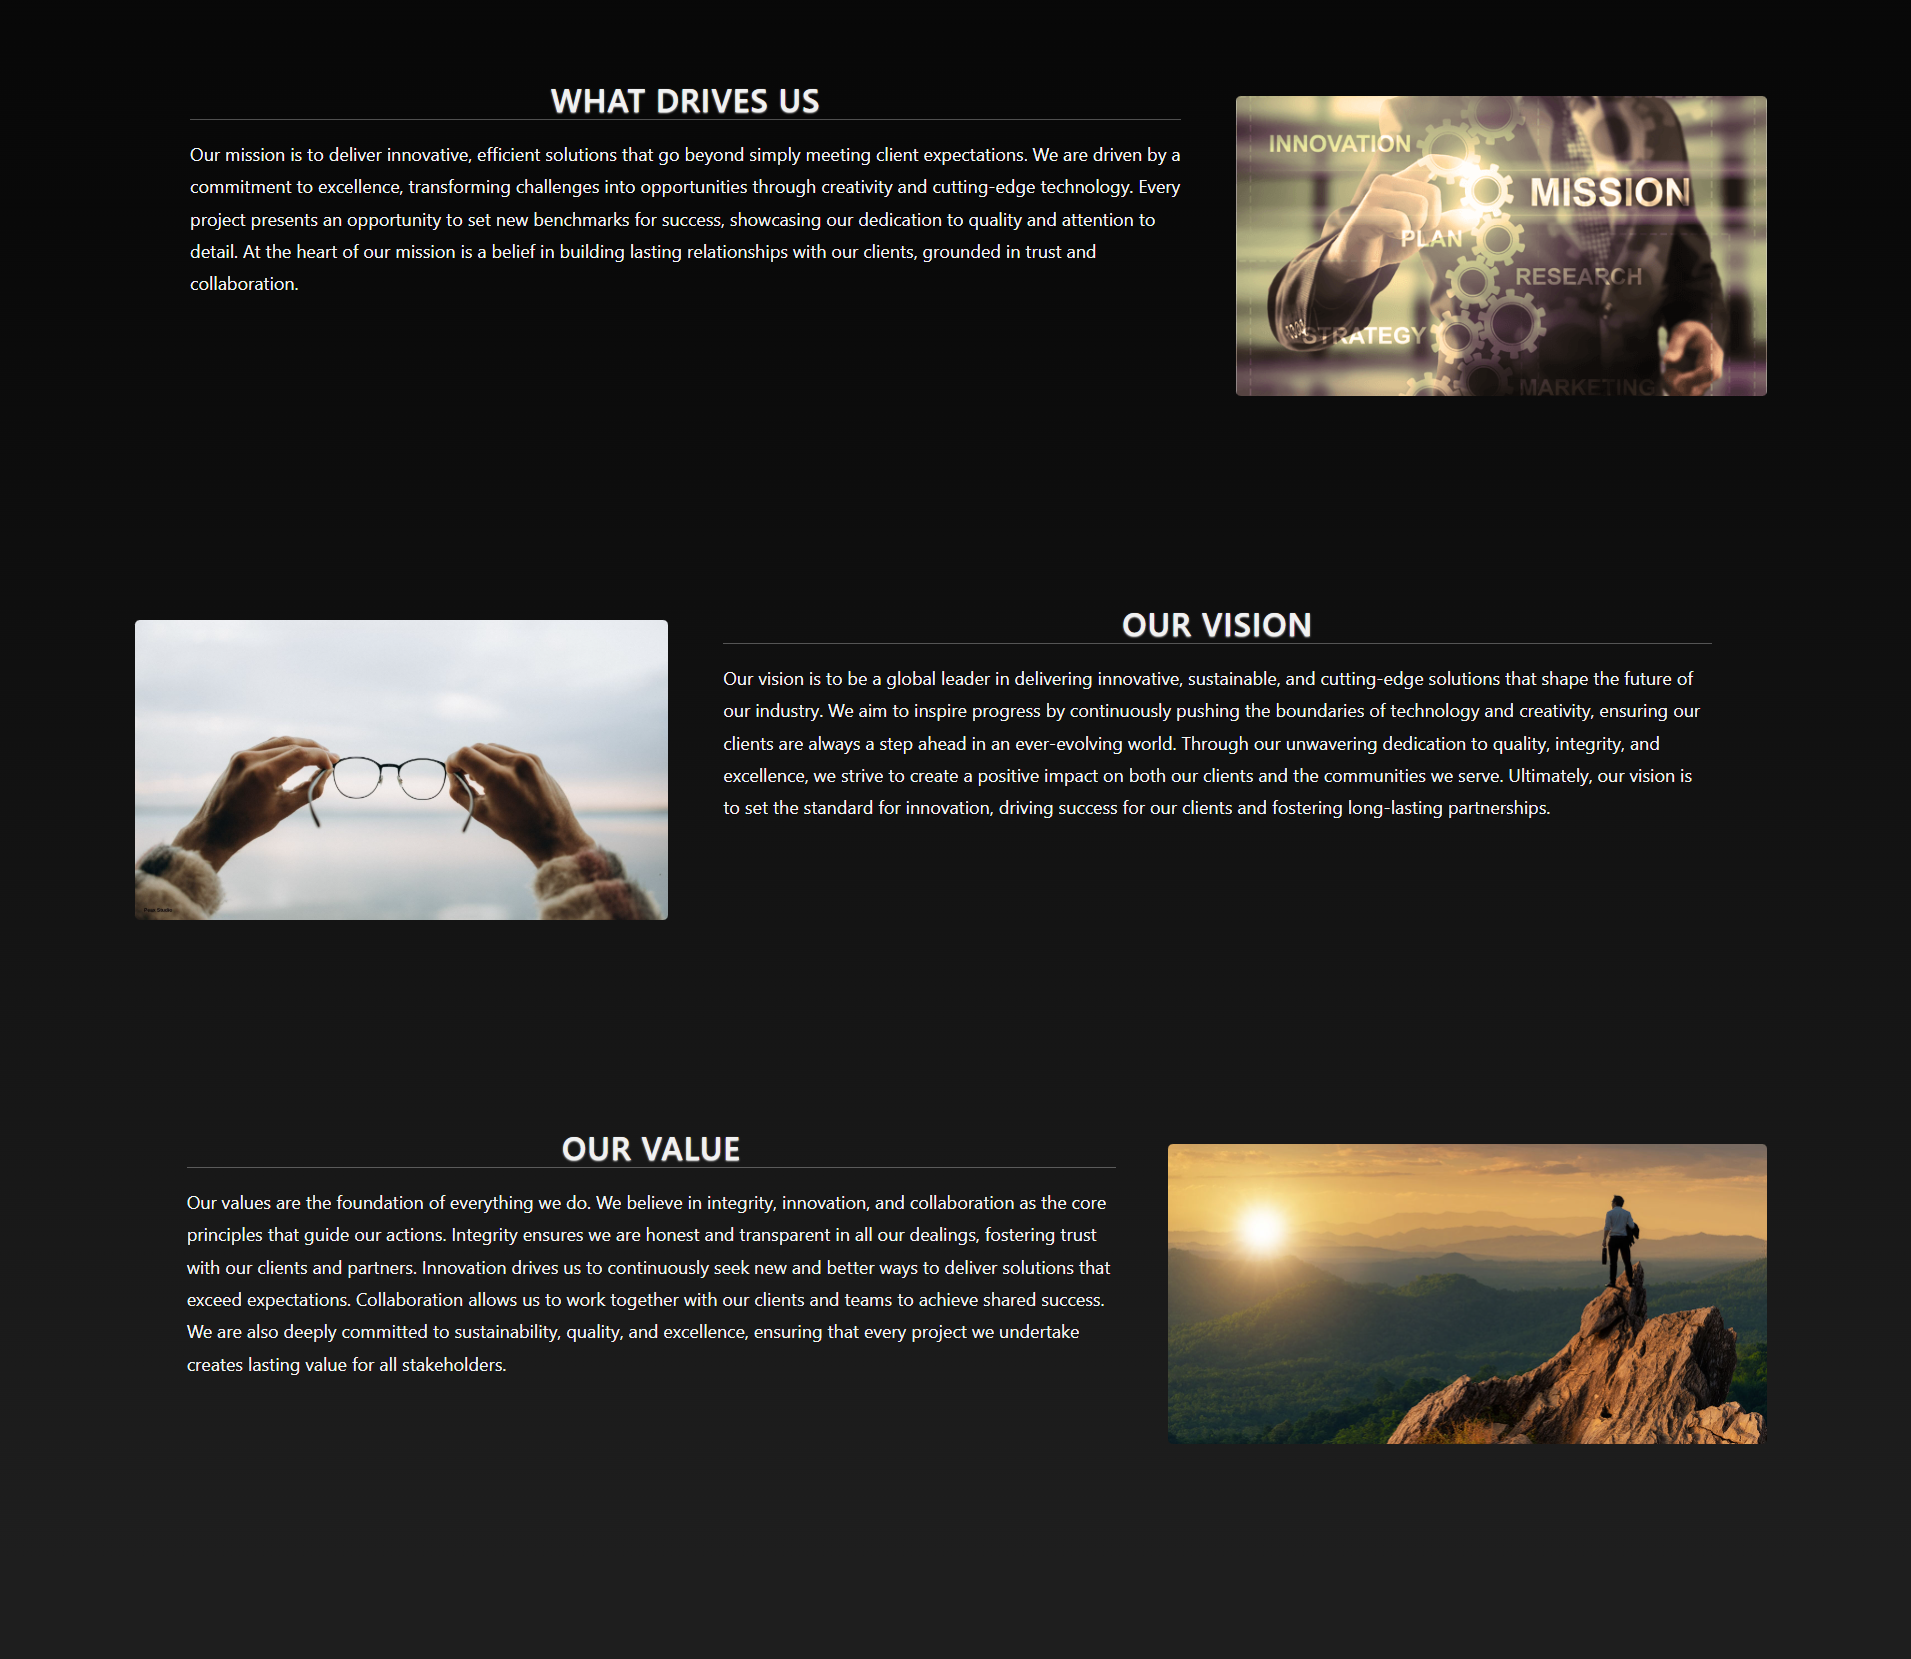 WHAT DRIVES US
Our mission is to deliver innovative, efficient solutions that go beyond simply meeting client expectations. We are driven by a
commitment to excellence, transforming challenges into opportunities through creativity and cutting-edge technology. Every
project presents an opportunity to set new benchmarks for success, showcasing our dedication to quality and attention to
detail. At the heart of our mission is a belief in building lasting relationships with our clients, grounded in trust and
collaboration.
INNOVATION
MISSION
PLAN
RESEARCH
STRATEGY
MARKETING
OUR VISION
Our vision is to be a global leader in delivering innovative, sustainable, and cutting-edge solutions that shape the future of
our industry. We aim to inspire progress by continuously pushing the boundaries of technology and creativity, ensuring our
clients are always a step ahead in an ever-evolving world. Through our unwavering dedication to quality, integrity, and
excellence, we strive to create a positive impact on both our clients and the communities we serve. Ultimately, our vision is
to set the standard for innovation, driving success for our clients and fostering long-lasting partnerships.
OUR VALUE
Our values are the foundation of everything we do. We believe in integrity, innovation, and collaboration as the core
principles that guide our actions. Integrity ensures we are honest and transparent in all our dealings, fostering trust
with our clients and partners. Innovation drives us to continuously seek new and better ways to deliver solutions that
exceed expectations. Collaboration allows us to work together with our clients and teams to achieve shared success.
We are also deeply committed to sustainability, quality, and excellence, ensuring that every project we undertake
creates lasting value for all stakeholders.